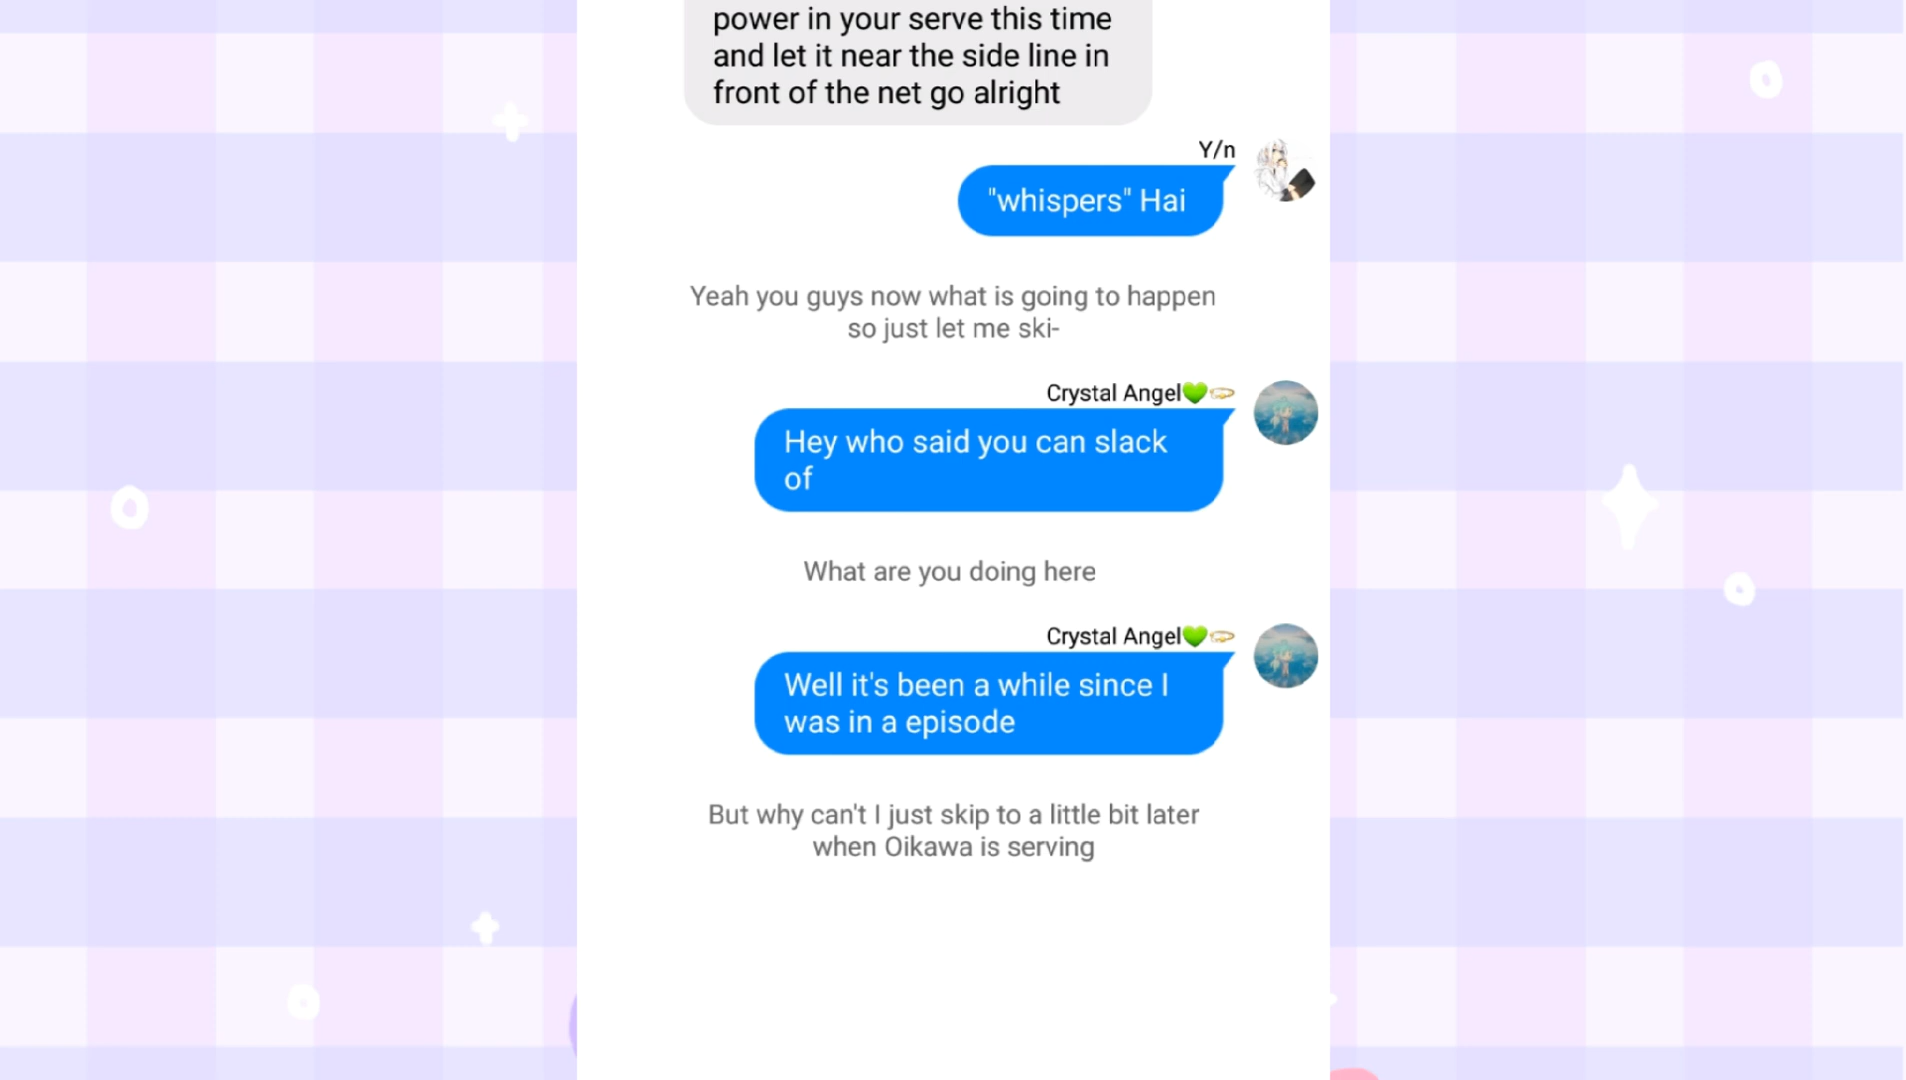 power in your serve this time
and let it near the side line in
front of the net go alright
Y/n
"whispers" Hai
Yeah you guys now what is going to happen
so just let me ski-
Crystal Angel💚💫
Hey who said you can slack
of
What are you doing here
Crystal Angel💚💫
Well it's been a while since I
was in a episode
But why can't I just skip to a little bit later
when Oikawa is serving